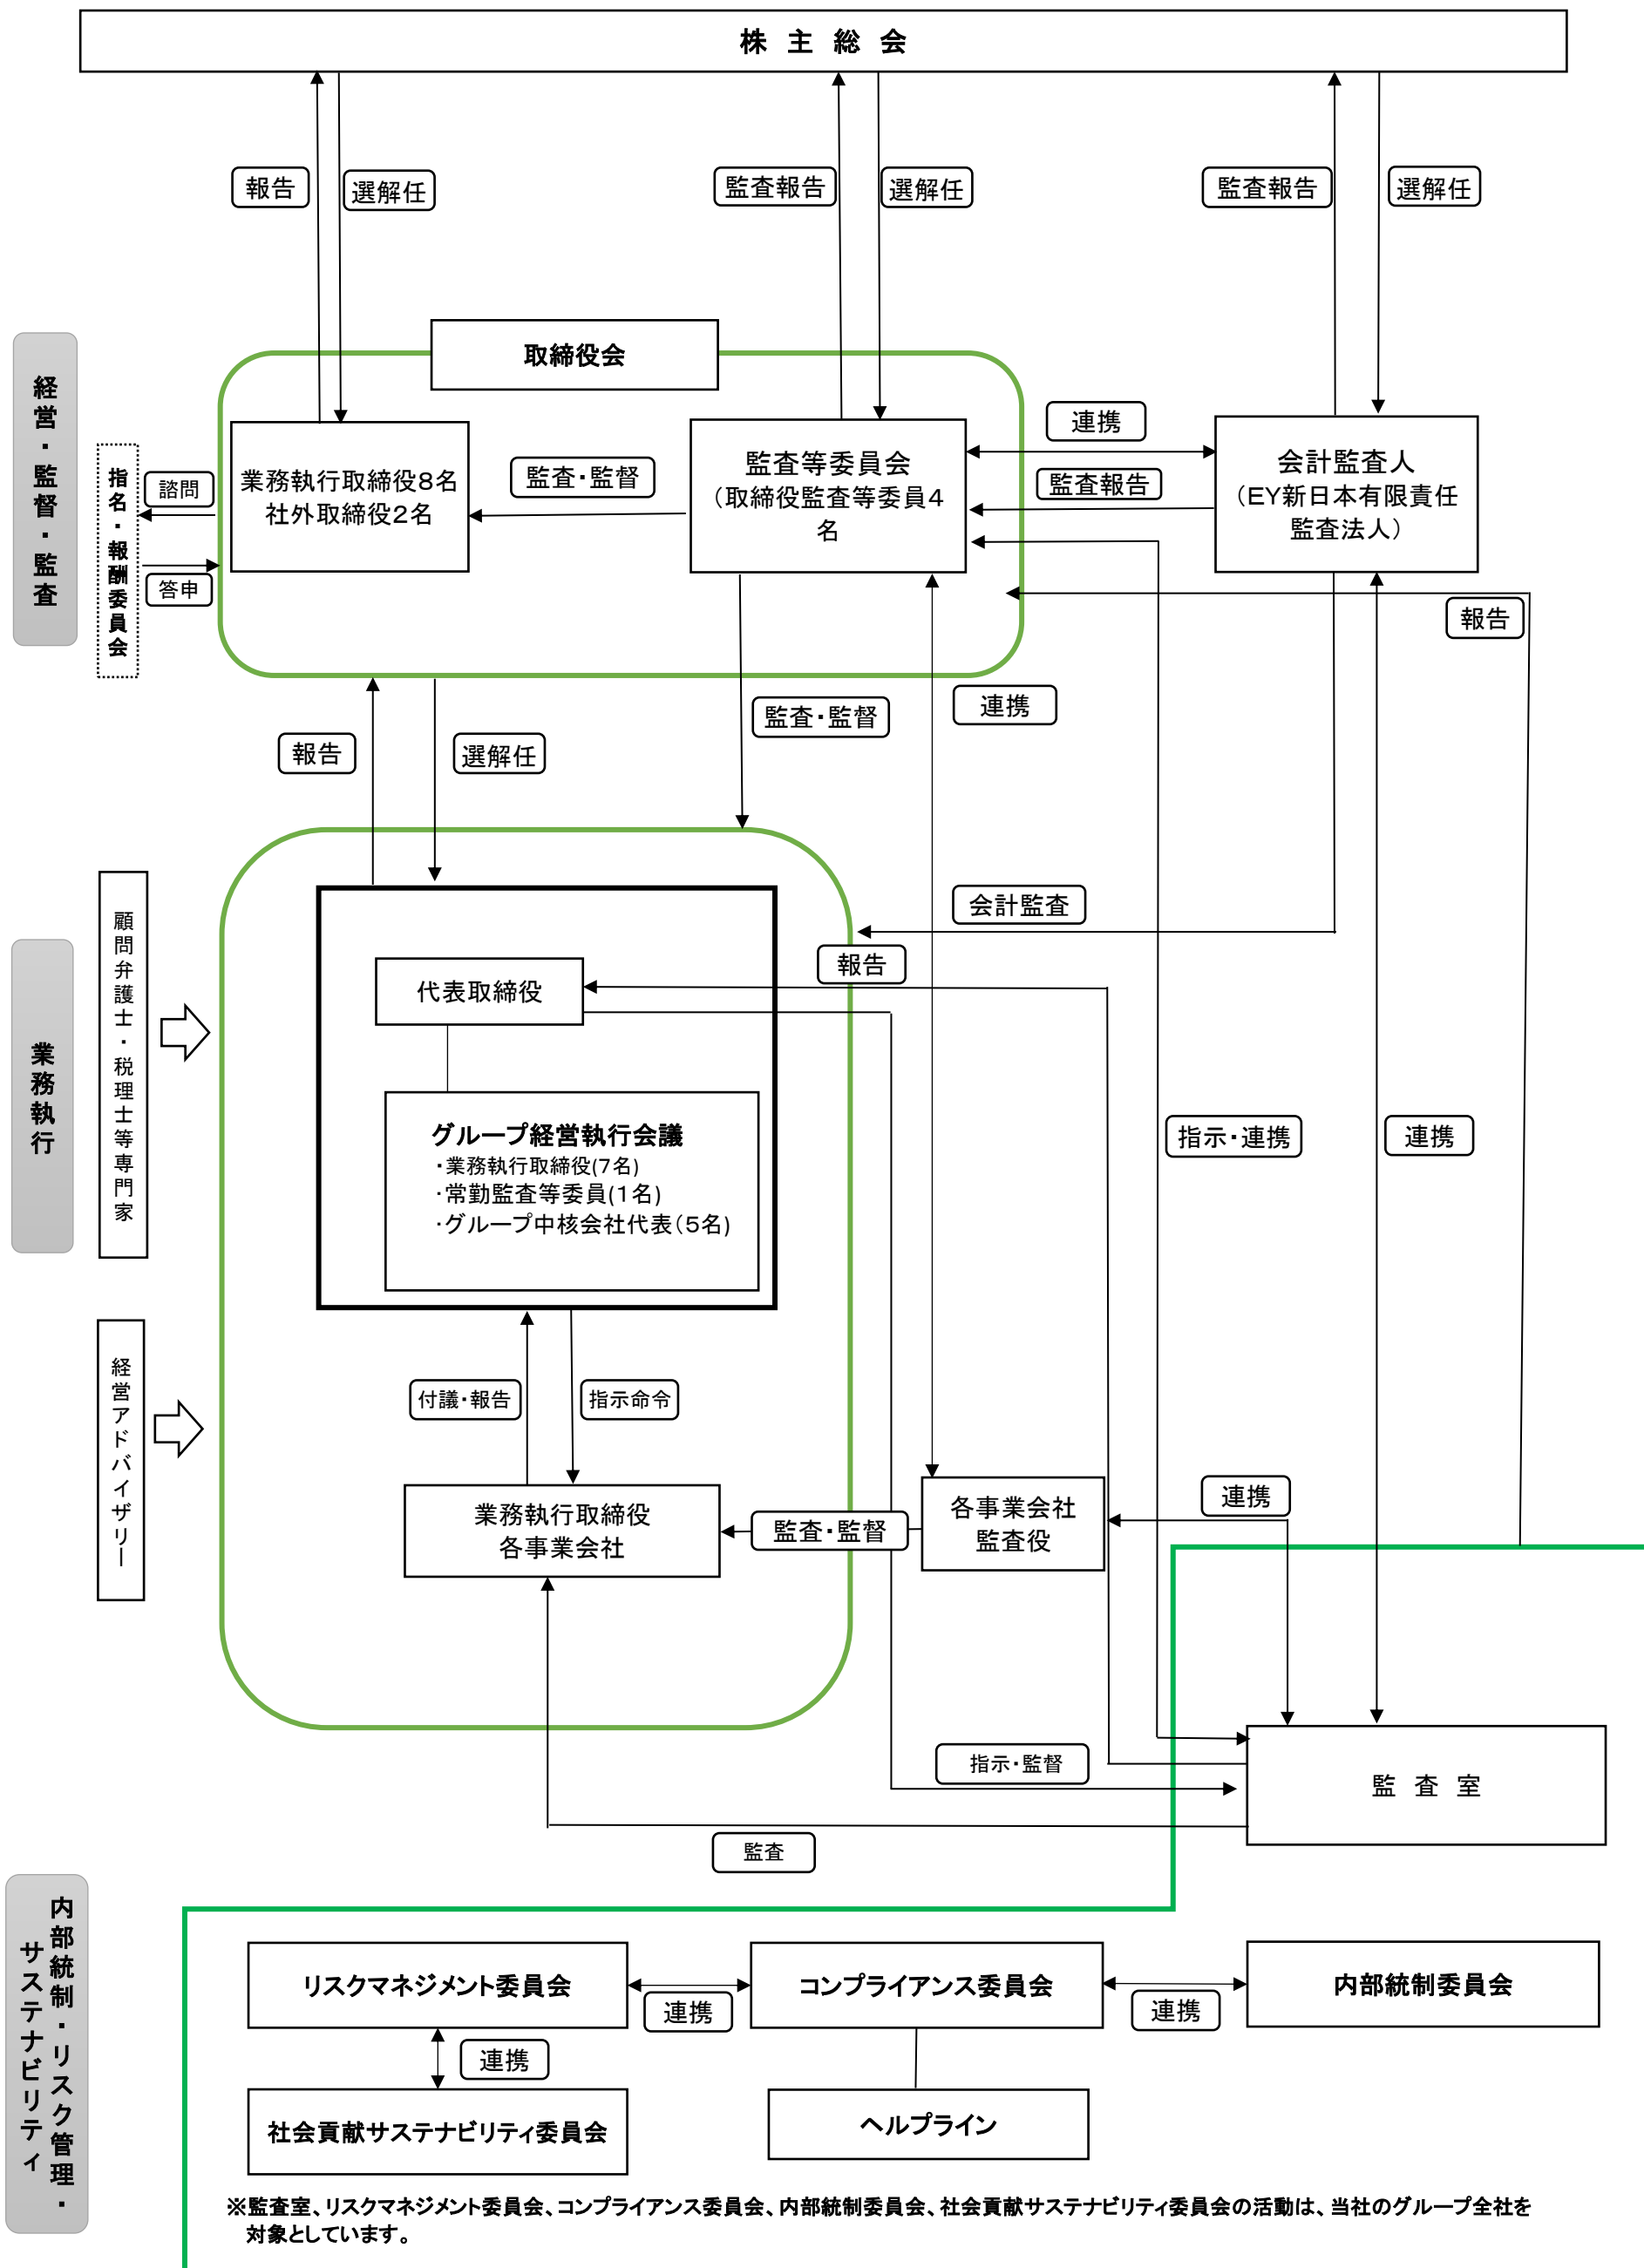 株 主 総 会
報告
選解任
監査報告
選解任
監査報告
選解任
経営・監督・監査
取締役会
指名・報酬委員会
諮問
答申
業務執行取締役8名
社外取締役2名
監査・監督
監査等委員会
（取締役監査等委員4
名
連携
監査報告
会計監査人
（EY新日本有限責任
監査法人）
報告
報告
選解任
監査・監督
連携
業務執行
顧問弁護士・税理士等専門家
会計監査
報告
代表取締役
グループ経営執行会議
・業務執行取締役(7名)
・常勤監査等委員(1名)
・グループ中核会社代表（5名)
指示・連携
連携
経営アドバイザリー
付議・報告
指示命令
業務執行取締役
各事業会社
監査・監督
各事業会社
監査役
連携
指示・監督
監 査 室
監査
内部統制・リスク管理・
サステナビリティ
リスクマネジメント委員会
連携
コンプライアンス委員会
連携
内部統制委員会
連携
社会貢献サステナビリティ委員会
ヘルプライン
※監査室、リスクマネジメント委員会、コンプライアンス委員会、内部統制委員会、社会貢献サステナビリティ委員会の活動は、当社のグループ全社を
対象としています。